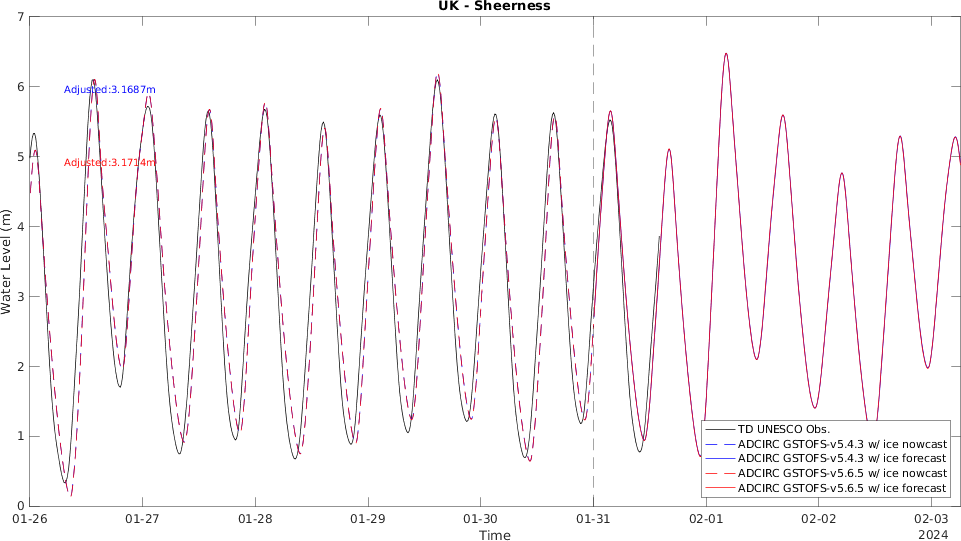 UK - Sheerness
7
6
5
4
3
2
1
0
Water Level (m)
Adjusted:3.1687m
Adjusted:3.1714m
TD UNESCO Obs.
ADCIRC GSTOFS-v5.4.3 w/ ice nowcast
ADCIRC GSTOFS-v5.4.3 w/ ice forecast
ADCIRC GSTOFS-v5.6.5 w/ ice nowcast
ADCIRC GSTOFS-v5.6.5 w/ ice forecast
01-26 01-27 01-28 01-29 01-30 01-31 02-01 02-02 02-03
Time
2024